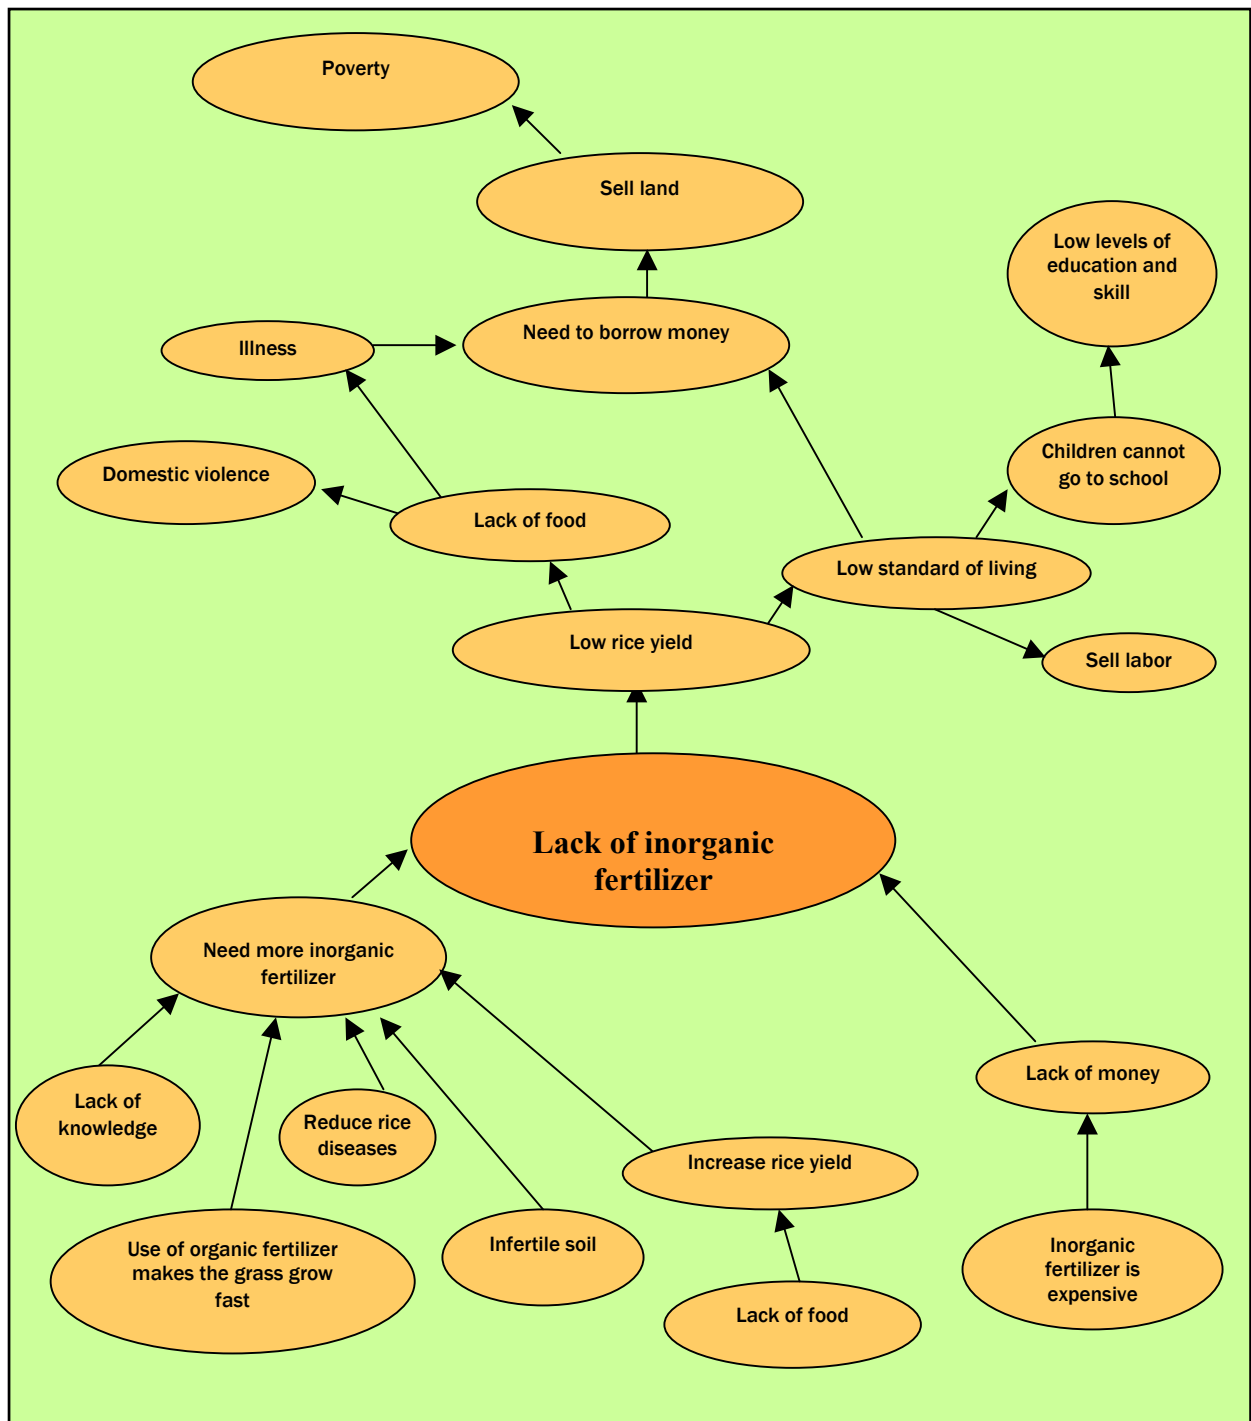 Poverty
Sell land
Low levels of
education and
skill
Need to borrow money
Illness
Children cannot
go to school
Domestic violence
Lack of food
Low standard of living
Low rice yield
Sell labor
Lack of inorganic
fertilizer
Need more inorganic
fertilizer
Lack of money
Lack of
knowledge
Reduce rice
diseases
Increase rice yield
Use of organic fertilizer
makes the grass grow
fast
Infertile soil
Inorganic
fertilizer is
expensive
Lack of food